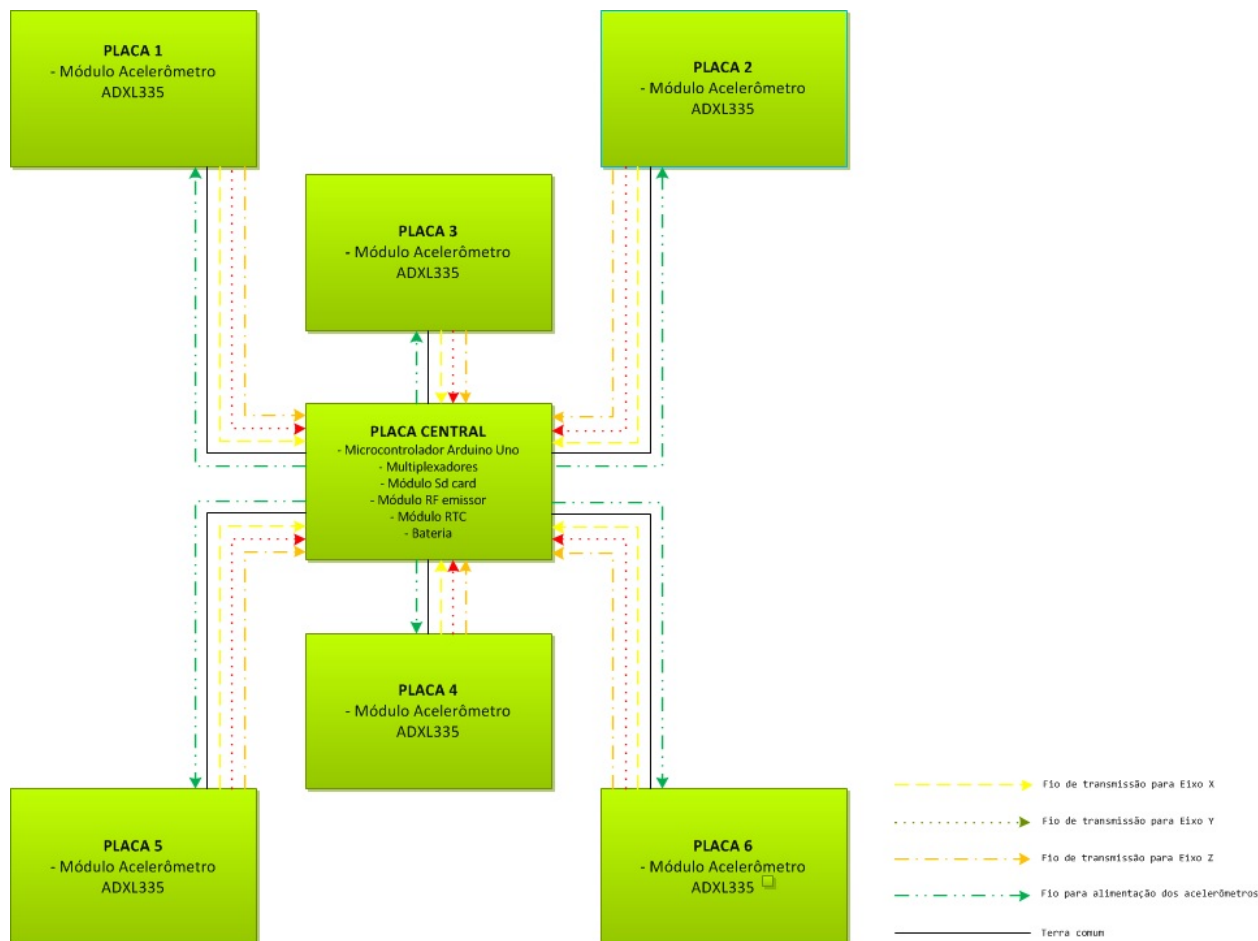 PLACA 1
- Módulo Acelerômetro
ADXL335
PLACA 2
- Módulo Acelerômetro
ADXL335
PLACA 3
- Módulo Acelerômetro
ADXL335
PLACA CENTRAL
- Microcontrolador Arduino Uno
- Multiplexadores
- Módulo Sd card
- Módulo RF emissor
- Módulo RTC
- Bateria
PLACA 4
- Módulo Acelerômetro
ADXL335
PLACA 5
- Módulo Acelerômetro
ADXL335
PLACA 6
- Módulo Acelerômetro
ADXL335
Fio de transmissão para Eixo X
Fio de transmissão para Eixo Y
Fio de transmissão para Eixo Z
Fio para alimentação dos acelerômetros
Terra comum